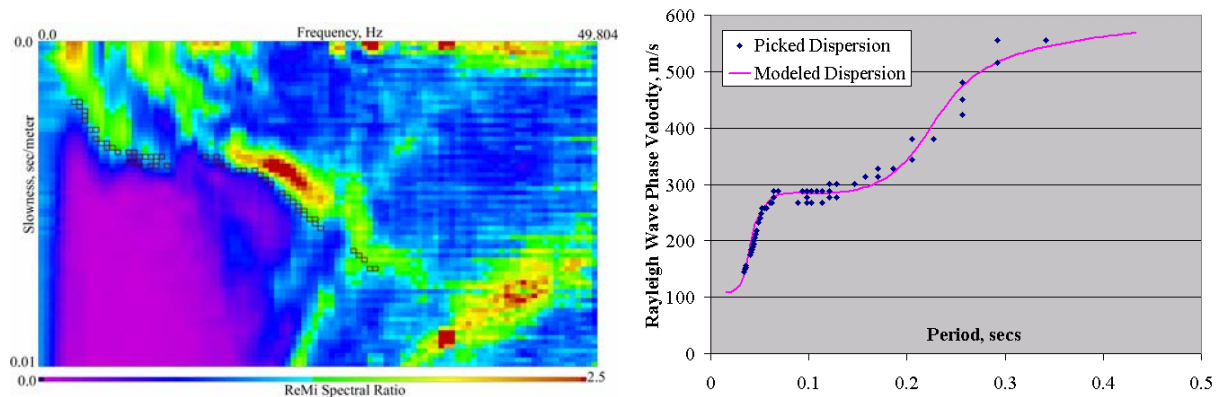 0.0 Frequency, Hz 49.804
0.0
Slowness, sec/meter
0.01
0.0 2.5
ReMi Spectral Ratio
Rayleigh Wave Phase Velocity, m/s
600
500
400
300
200
100
0
Picked Dispersion
Modeled Dispersion
Period, secs
0 0.1 0.2 0.3 0.4 0.5